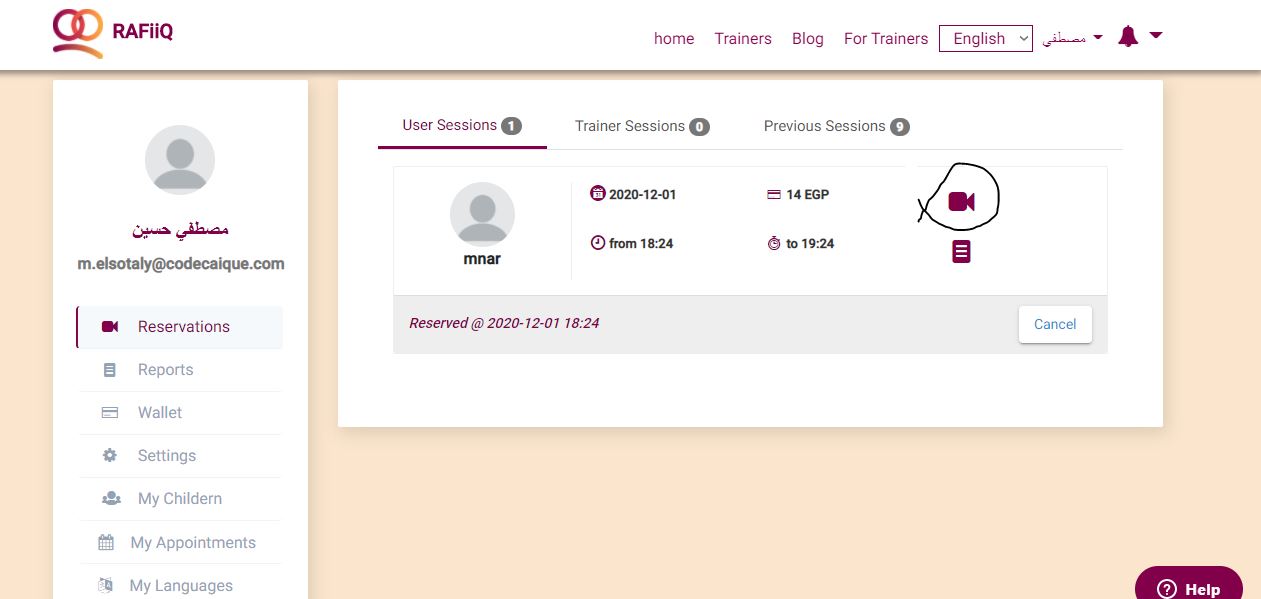 RAFiiQ
home Trainers Blog For Trainers English مصطفي
مصطفي حسين
m.elsotaly@codecaique.com
Reservations
Reports
Wallet
Settings
My Childern
My Appointments
My Languages
User Sessions 1 Trainer Sessions 0 Previous Sessions 9
mnar
2020-12-01 14 EGP
from 18:24 to 19:24
Reserved @ 2020-12-01 18:24
Cancel
Help